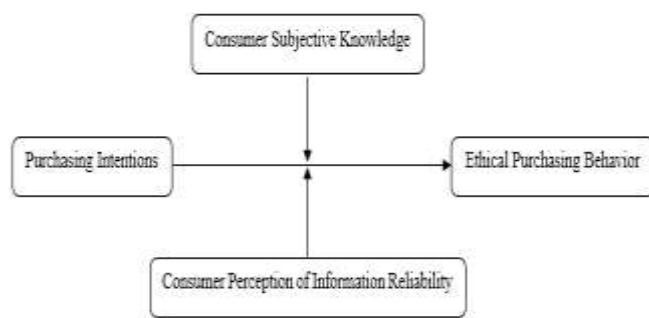 Consumer Subjective Knowledge
Purchasing Intentions
Ethical Purchasing Behavior
Consumer Perception of Information Reliability